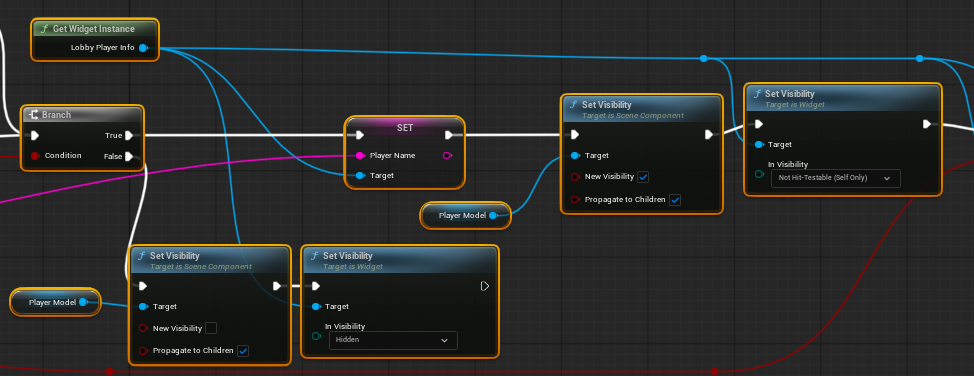 Get Widget Instance
Lobby Player Info
Branch
True
Condition
False
SET
Player Name
Target
Player Model
Set Visibility
Target is Scene Component
Target
New Visibility
Propagate to Children
Set Visibility
Target is Widget
Target
In Visibility
Not Hit-Testable (Self Only)
Player Model
Set Visibility
Target is Scene Component
Target
New Visibility
Propagate to Children
Set Visibility
Target is Widget
Target
In Visibility
Hidden